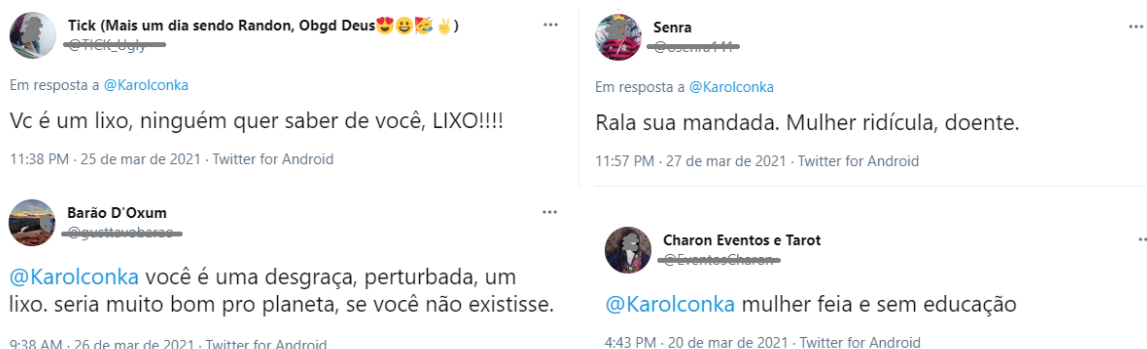 Tick (Mais um dia sendo Randon, Obgd Deus😍😀🥳✌️)
@TICK_Ugly
Em resposta a @Karolconka
Vc é um lixo, ninguém quer saber de você, LIXO!!!!
11:38 PM · 25 de mar de 2021 · Twitter for Android
Senra
Em resposta a @Karolconka
Rala sua mandada. Mulher ridícula, doente.
11:57 PM · 27 de mar de 2021 · Twitter for Android
Barão D'Oxum
@Karolconka você é uma desgraça, perturbada, um
lixo. seria muito bom pro planeta, se você não existisse.
9:38 AM · 26 de mar de 2021 · Twitter for Android
Charon Eventos e Tarot
@EventosCharon
@Karolconka mulher feia e sem educação
4:43 PM · 20 de mar de 2021 · Twitter for Android